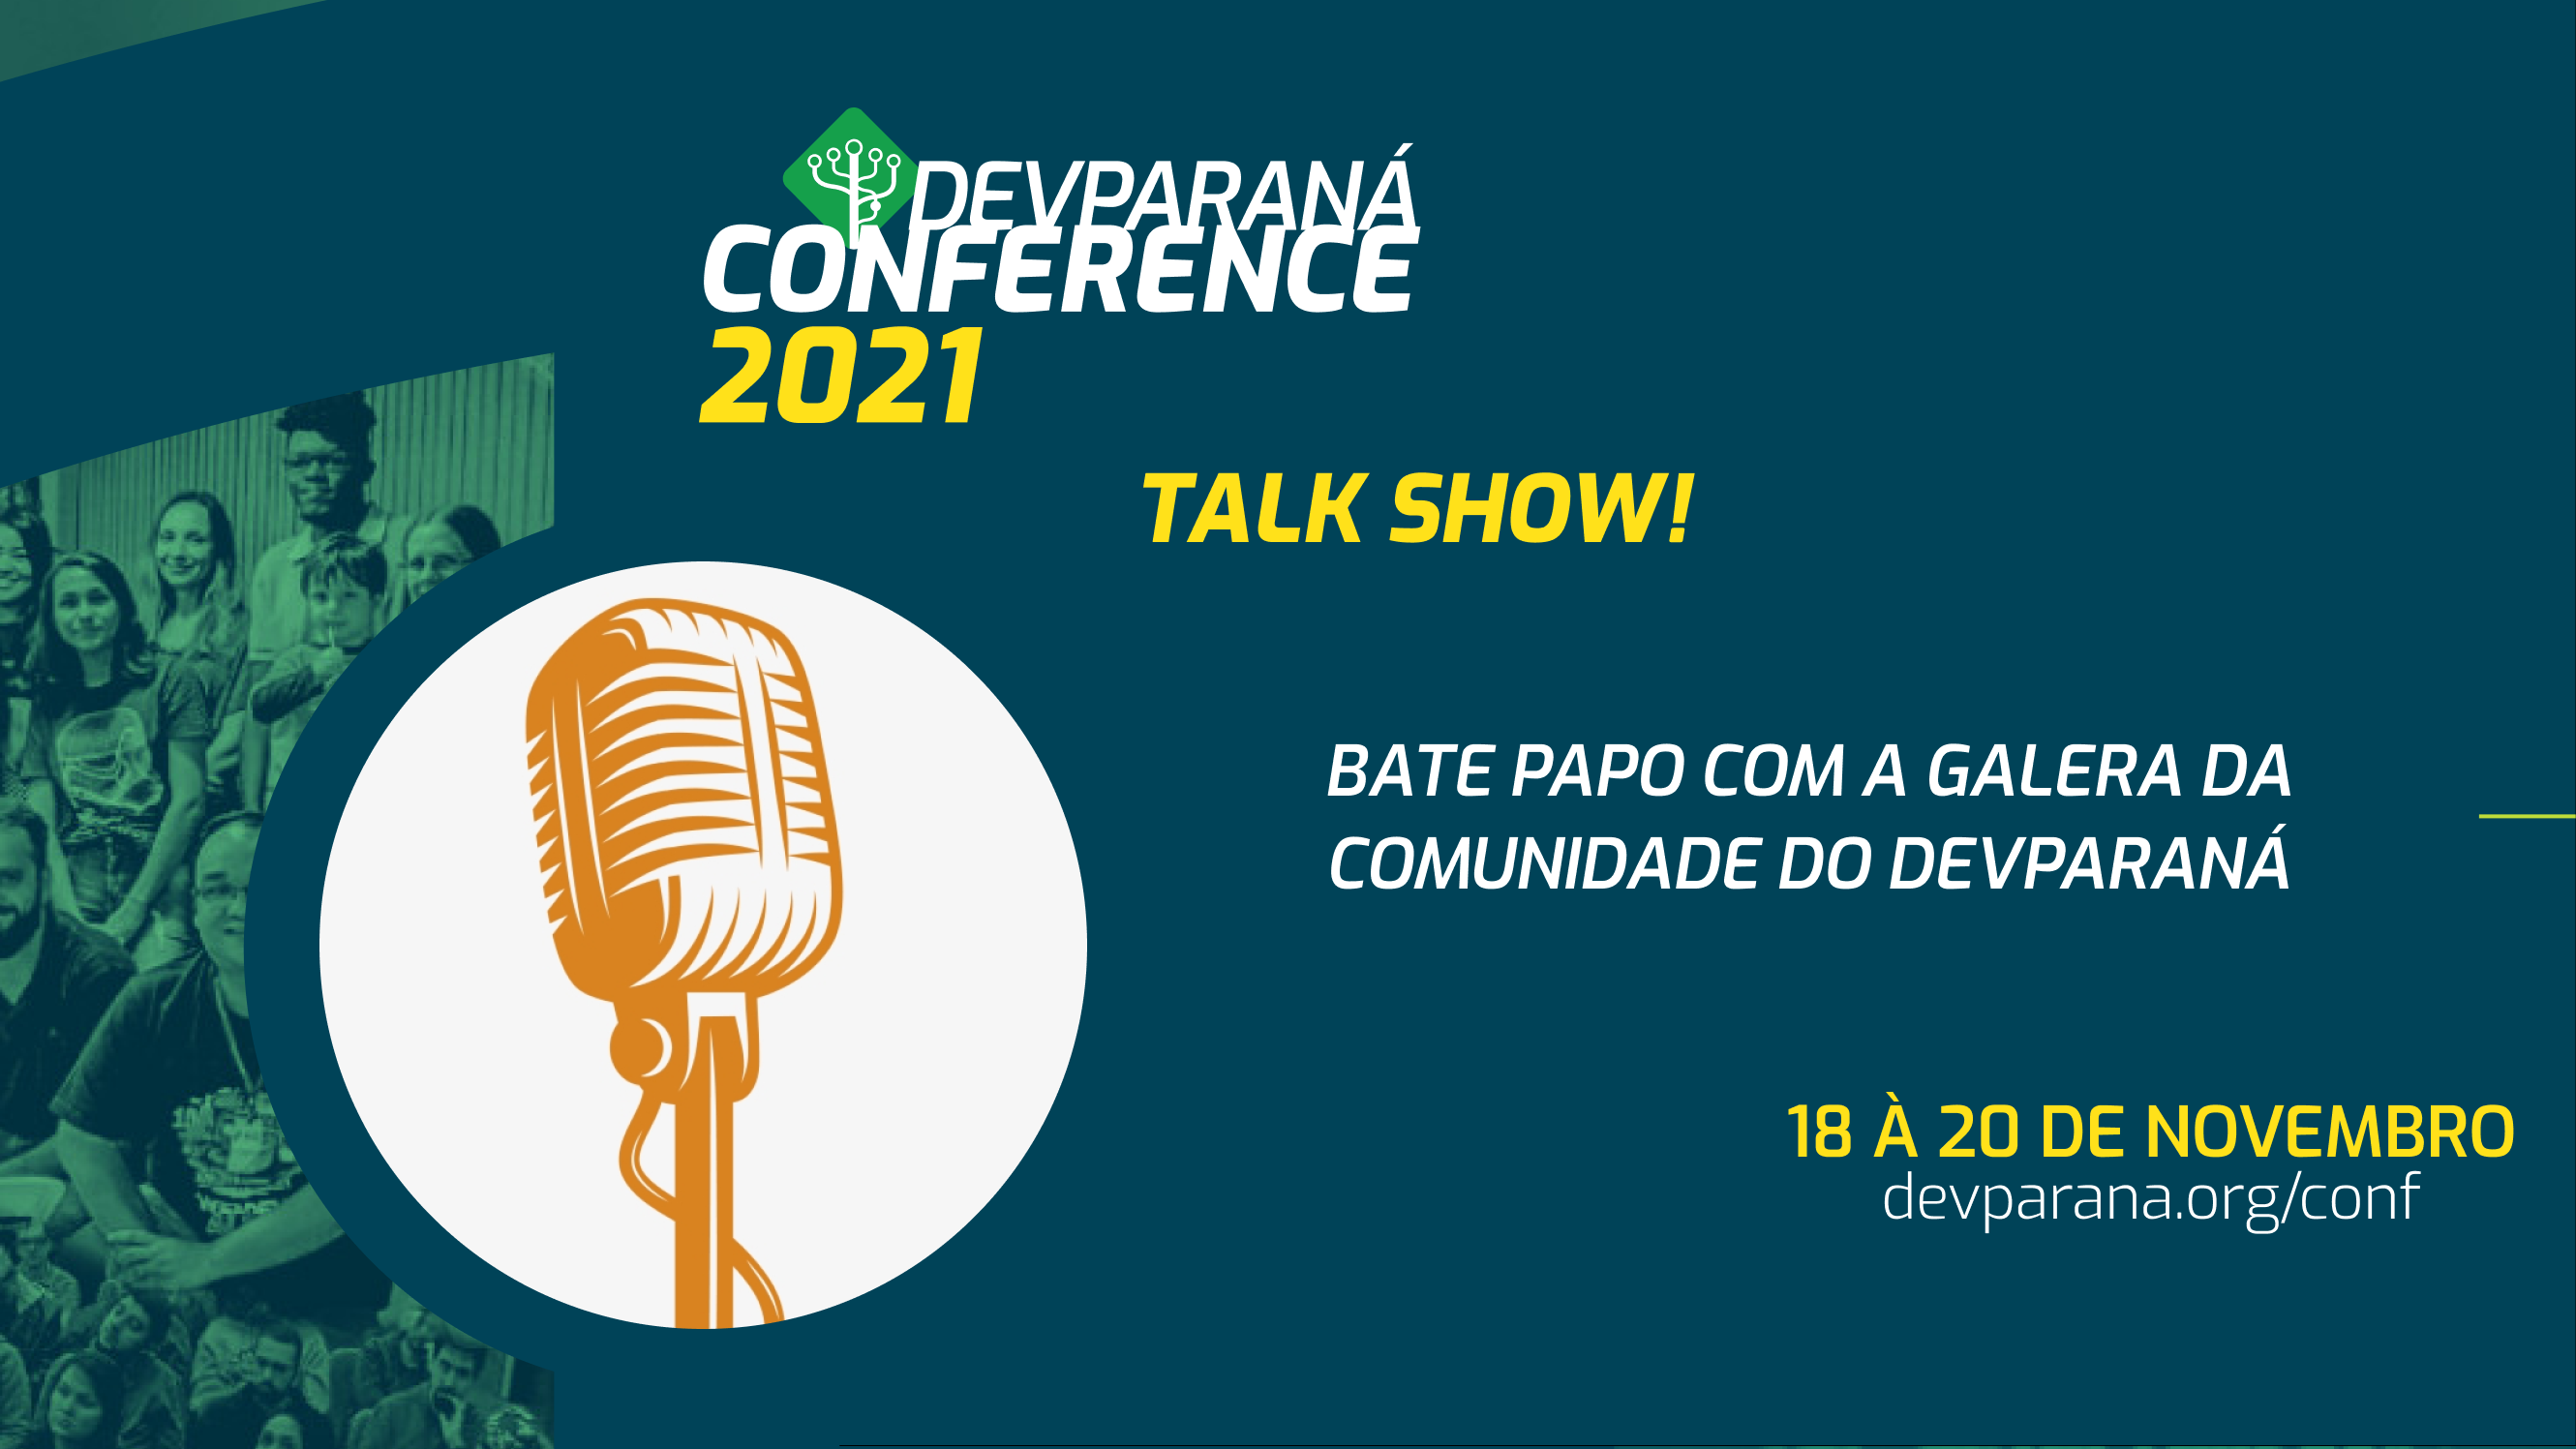 DEVPARANÁ
CONFERENCE
2021
TALK SHOW!
BATE PAPO COM A GALERA DA
COMUNIDADE DO DEVPARANÁ
18 À 20 DE NOVEMBRO
devparana.org/conf